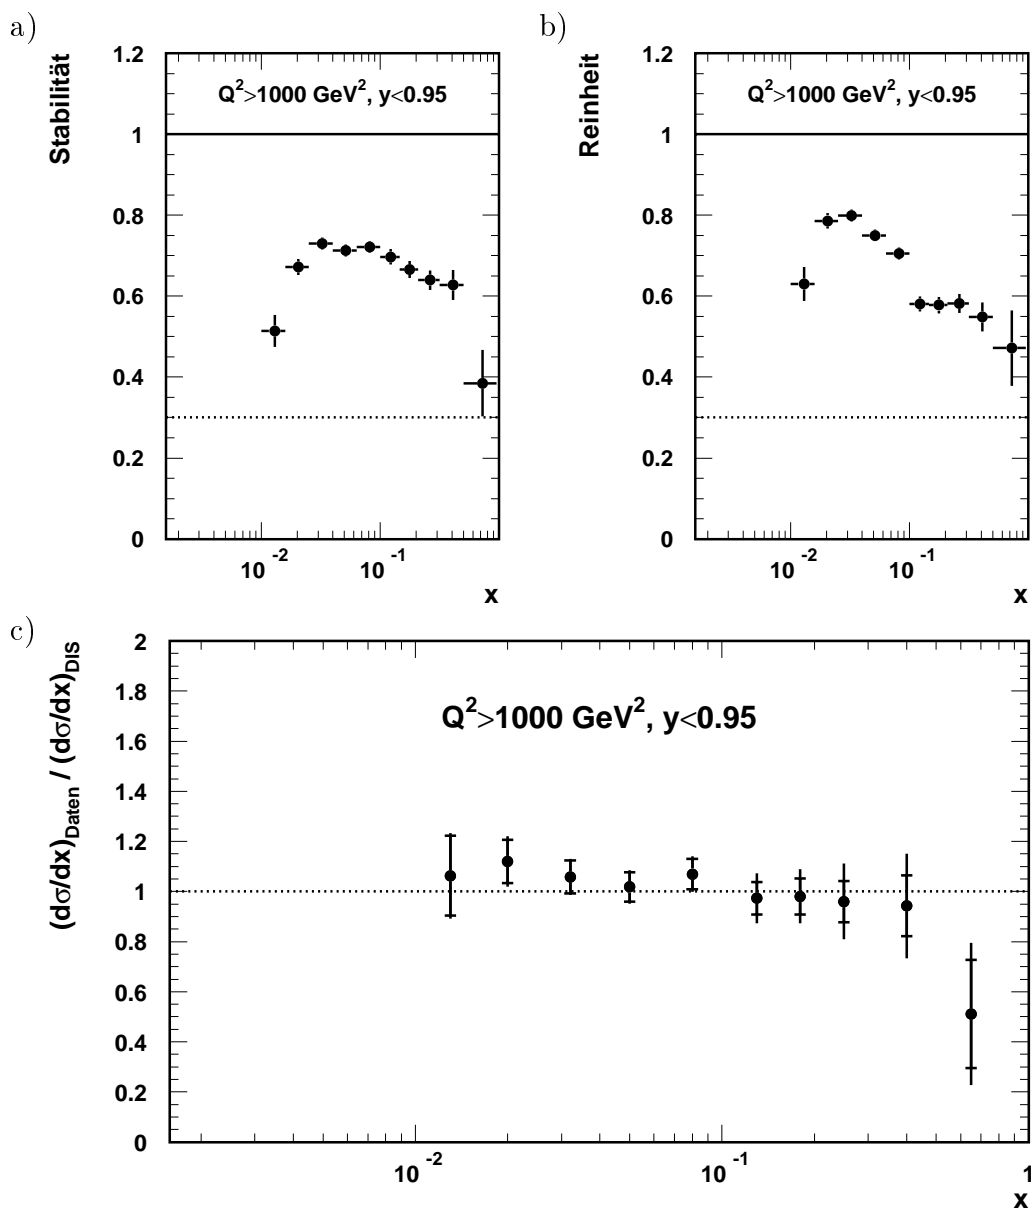 a)
Stabilität
Q²>1000 GeV², y<0.95
1.2
1
0.8
0.6
0.4
0.2
0
10⁻²
10⁻¹
x
b)
Reinheit
Q²>1000 GeV², y<0.95
1.2
1
0.8
0.6
0.4
0.2
0
10⁻²
10⁻¹
x
c)
(dσ/dx)Daten / (dσ/dx)DIS
Q²>1000 GeV², y<0.95
2
1.8
1.6
1.4
1.2
1
0.8
0.6
0.4
0.2
0
10⁻²
10⁻¹
1
x